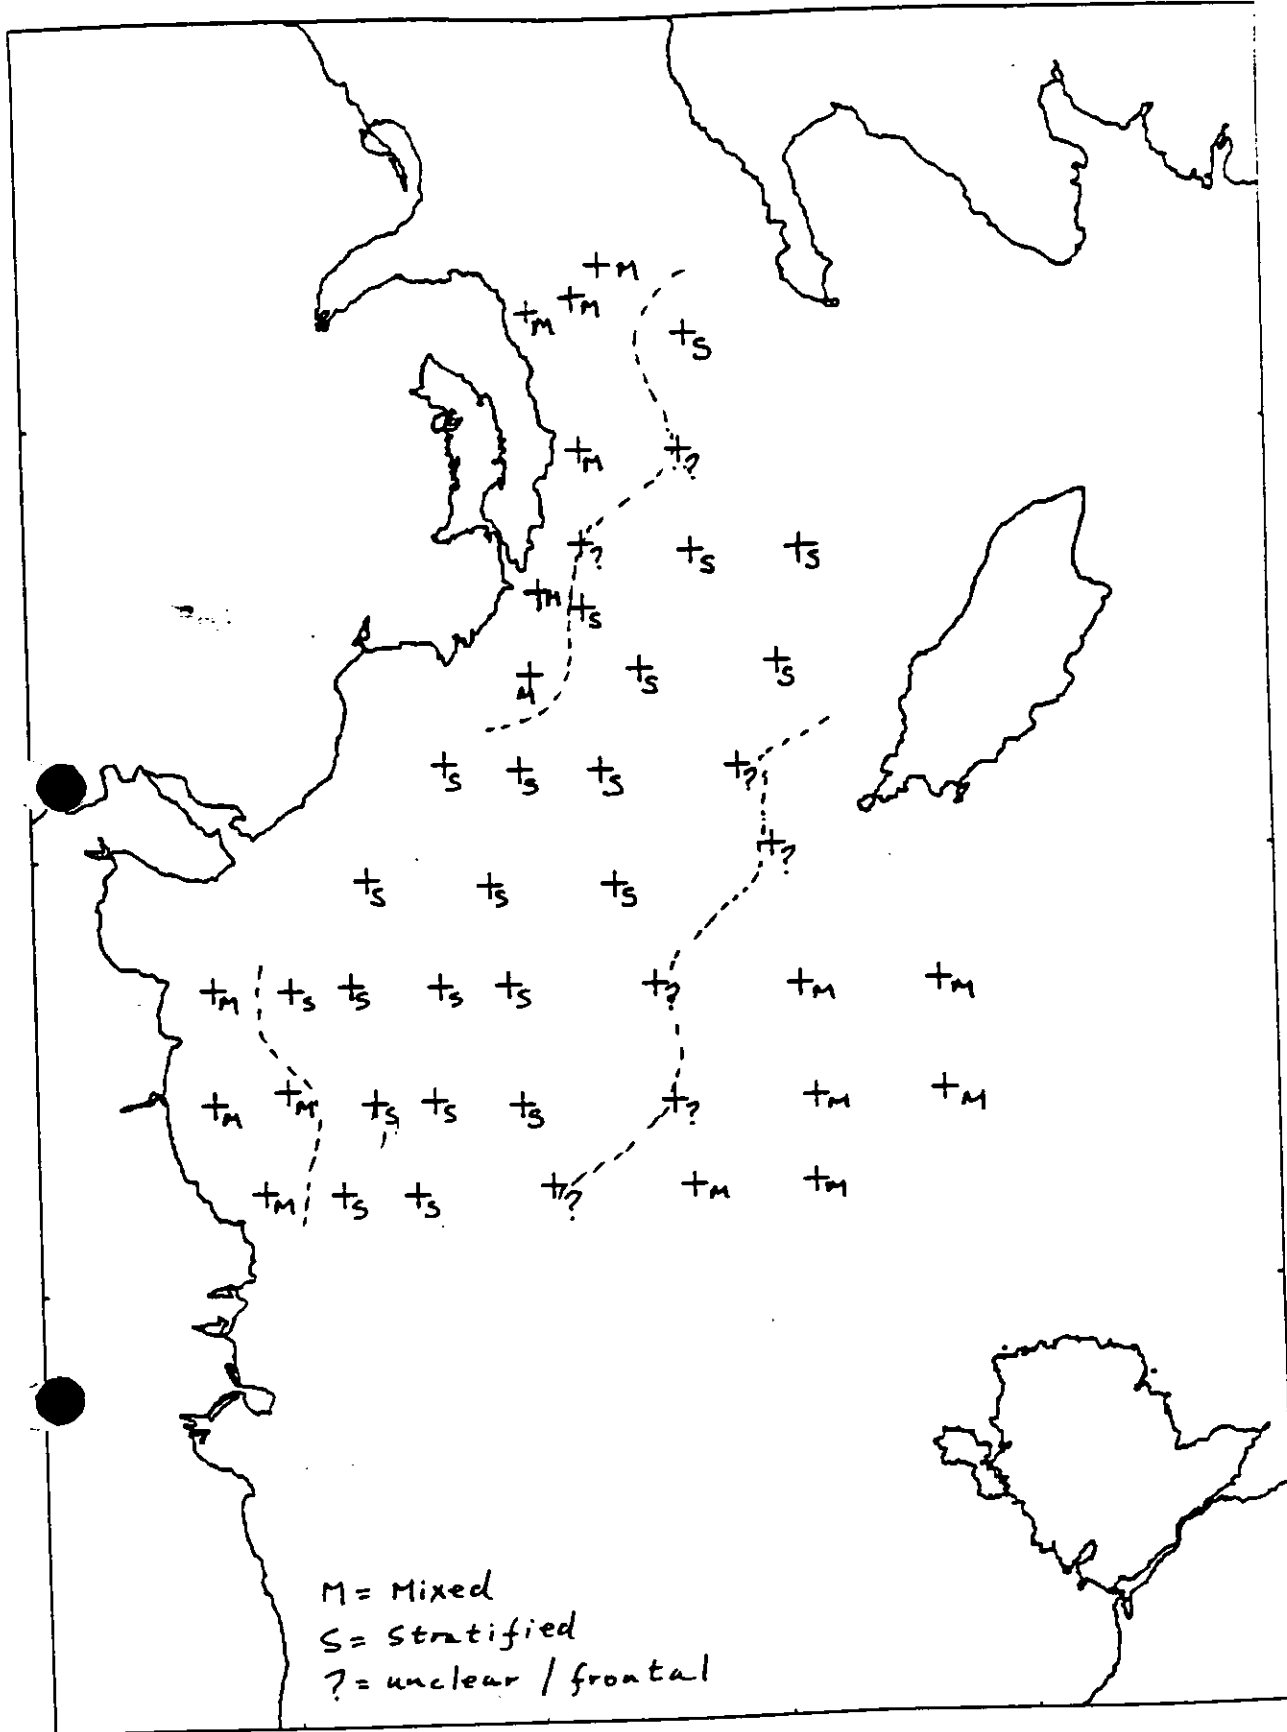 + M
+ M
+ M
+ S
+ M
+ ?
+ ?
+ S
+ S
+ M
+ S
+ M
+ S
+ S
+ S
+ S
+ S
+ ?
+ ?
+ S
+ S
+ S
+ M
+ S
+ S
+ S
+ S
+ ?
+ M
+ M
+ M
+ M
+ S
+ S
+ S
+ ?
+ M
+ M
+ M
+ S
+ S
+ ?
+ M
+ M
M = Mixed
S = Stratified
? = unclear / frontal